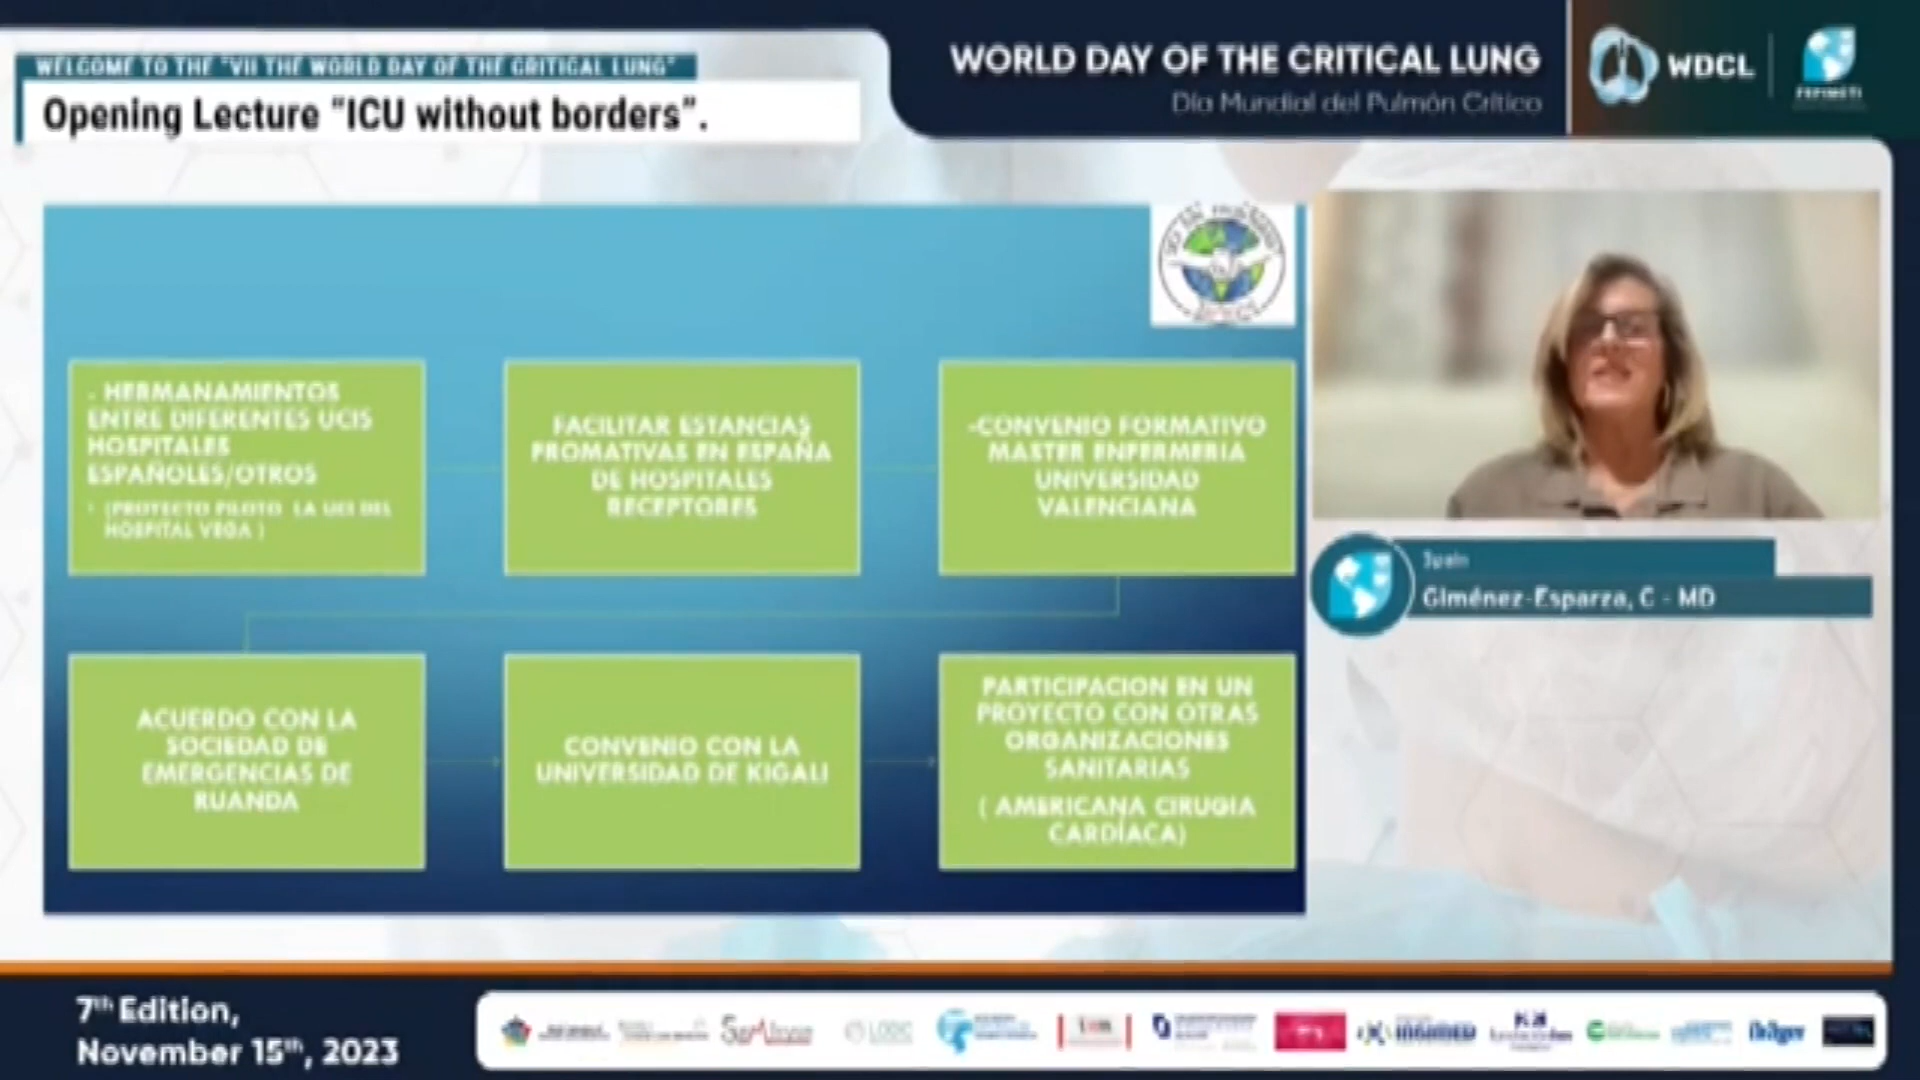 WELCOME TO THE "VII THE WORLD DAY OF THE CRITICAL LUNG"
Opening Lecture "ICU without borders".
WORLD DAY OF THE CRITICAL LUNG
Día Mundial del Pulmón Crítico
WDCL
FEPIMCTI
- HERMANAMIENTOS
ENTRE DIFERENTES UCIS
HOSPITALES
ESPAÑOLES/OTROS
(PROYECTO PILOTO LA UCI DEL
HOSPITAL VEGA )
FACILITAR ESTANCIAS
PROMATIVAS EN ESPAÑA
DE HOSPITALES
RECEPTORES
-CONVENIO FORMATIVO
MASTER ENFERMERIA
UNIVERSIDAD
VALENCIANA
ACUERDO CON LA
SOCIEDAD DE
EMERGENCIAS DE
RUANDA
CONVENIO CON LA
UNIVERSIDAD DE KIGALI
PARTICIPACION EN UN
PROYECTO CON OTRAS
ORGANIZACIONES
SANITARIAS
( AMERICANA CIRUGIA
CARDÍACA)
Spain
Giménez-Esparza, C - MD
7th Edition,
November 15th, 2023
Dräger